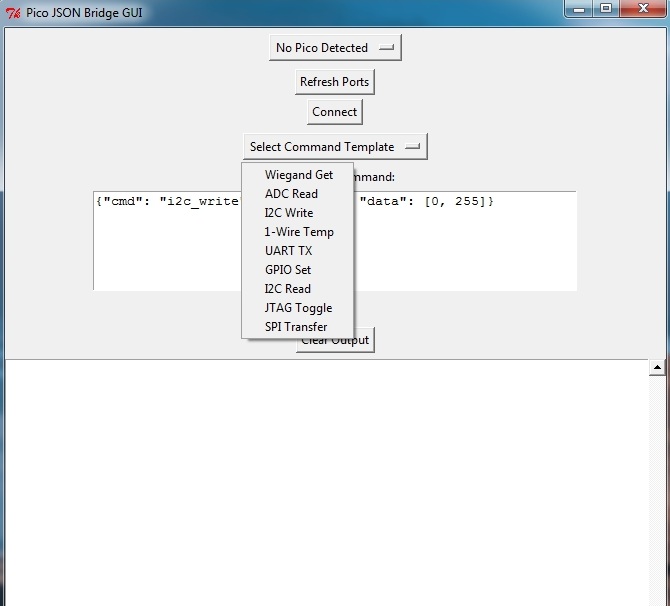 Pico JSON Bridge GUI
No Pico Detected
Refresh Ports
Connect
Select Command Template
mmand:
{"cmd": "i2c_write" "data": [0, 255]}
Wiegand Get
ADC Read
I2C Write
1-Wire Temp
UART TX
GPIO Set
I2C Read
JTAG Toggle
SPI Transfer
Clear Output